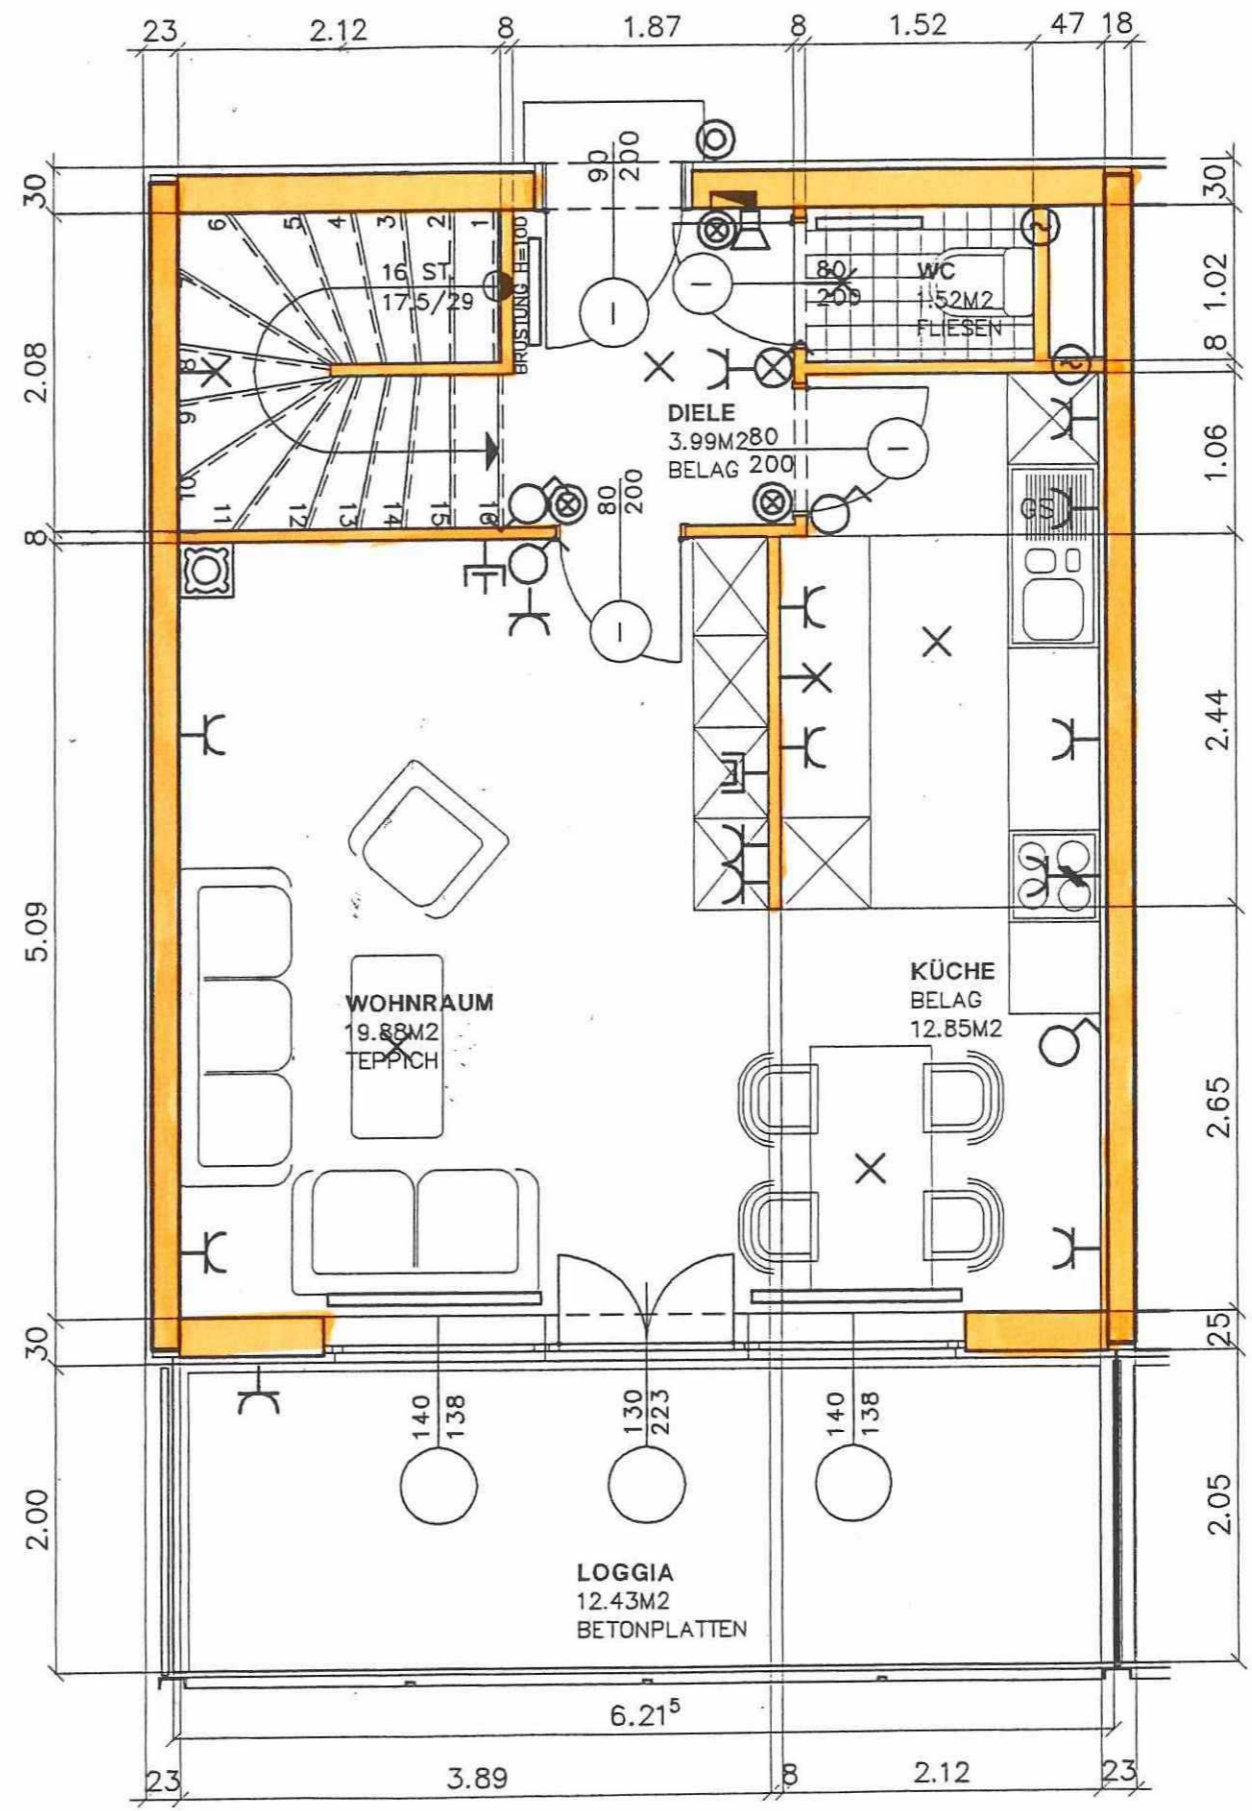 23 2.12 8 1.87 8 1.52 47 18
30
2.08
8
5.09
30
2.00
30
1.02
8
1.06
2.44
2.65
25
2.05
90
200
6 5 4 3 2 1
16 ST
17.5/29
BRÜSTUNG H=100
8
9
10
11 12 13 14 15 16
80
200
WC
1.52M2
FLIESEN
DIELE
3.99M2
BELAG
80
200
80
200
GS
WOHNRAUM
19.88M2
TEPPICH
KÜCHE
BELAG
12.85M2
140
138
130
223
140
138
LOGGIA
12.43M2
BETONPLATTEN
6.21⁵
23 3.89 8 2.12 23